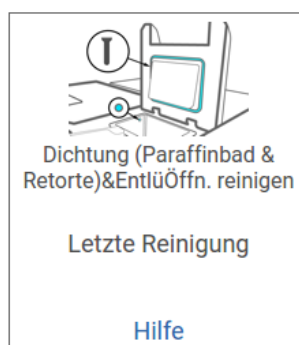 Dichtung (Paraffinbad &
Retorte)&EntlüÖffn. reinigen
Letzte Reinigung
Hilfe